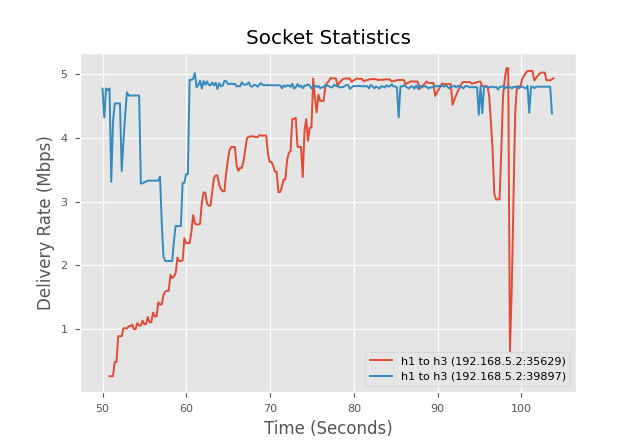 Socket Statistics
Delivery Rate (Mbps)
5
4
3
2
1
50 60 70 80 90 100
Time (Seconds)
h1 to h3 (192.168.5.2:35629)
h1 to h3 (192.168.5.2:39897)